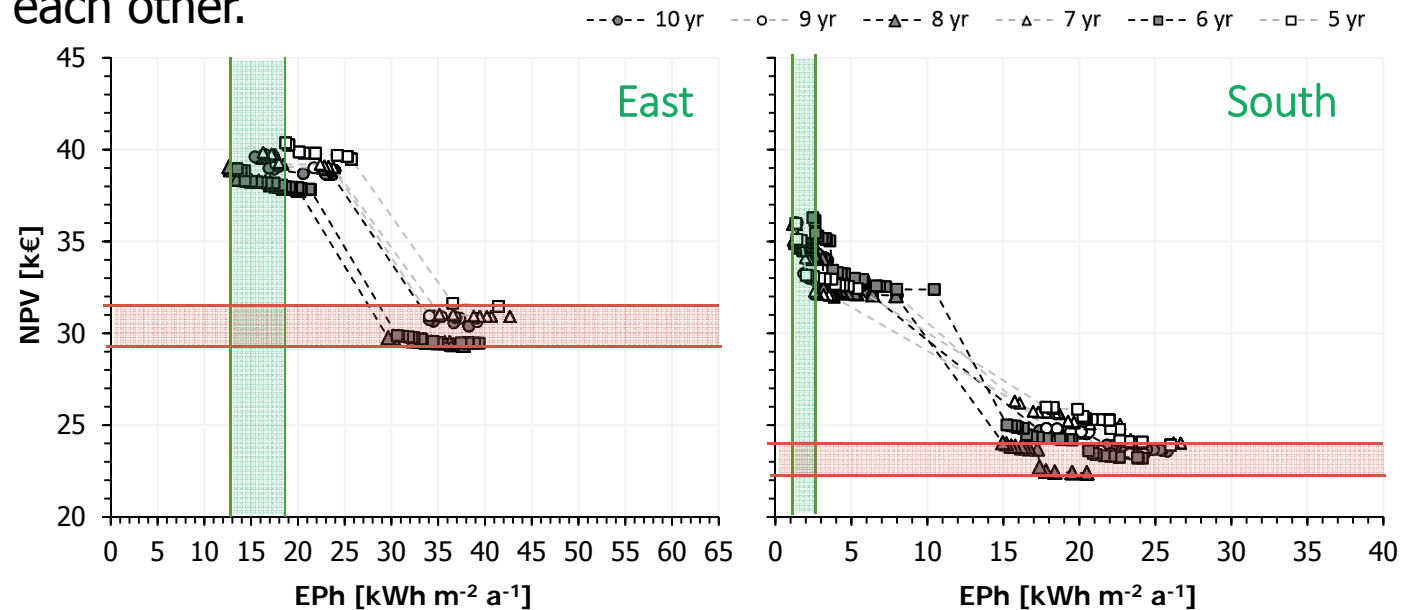 each other.
10 yr 9 yr 8 yr 7 yr 6 yr 5 yr
East
South
NPV [k€]
45
40
35
30
25
20
0 5 10 15 20 25 30 35 40 45 50 55 60 65
0 5 10 15 20 25 30 35 40
EPh [kWh m⁻² a⁻¹]
EPh [kWh m⁻² a⁻¹]